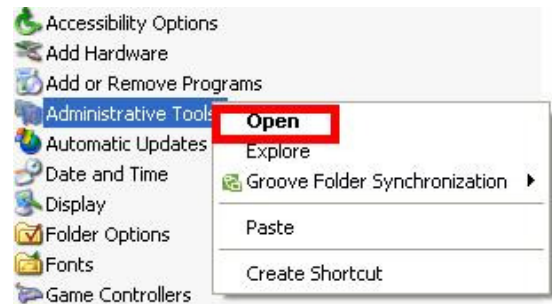 Accessibility Options
Add Hardware
Add or Remove Programs
Administrative Tools
Automatic Updates
Date and Time
Display
Folder Options
Fonts
Game Controllers
Open
Explore
Groove Folder Synchronization
Paste
Create Shortcut